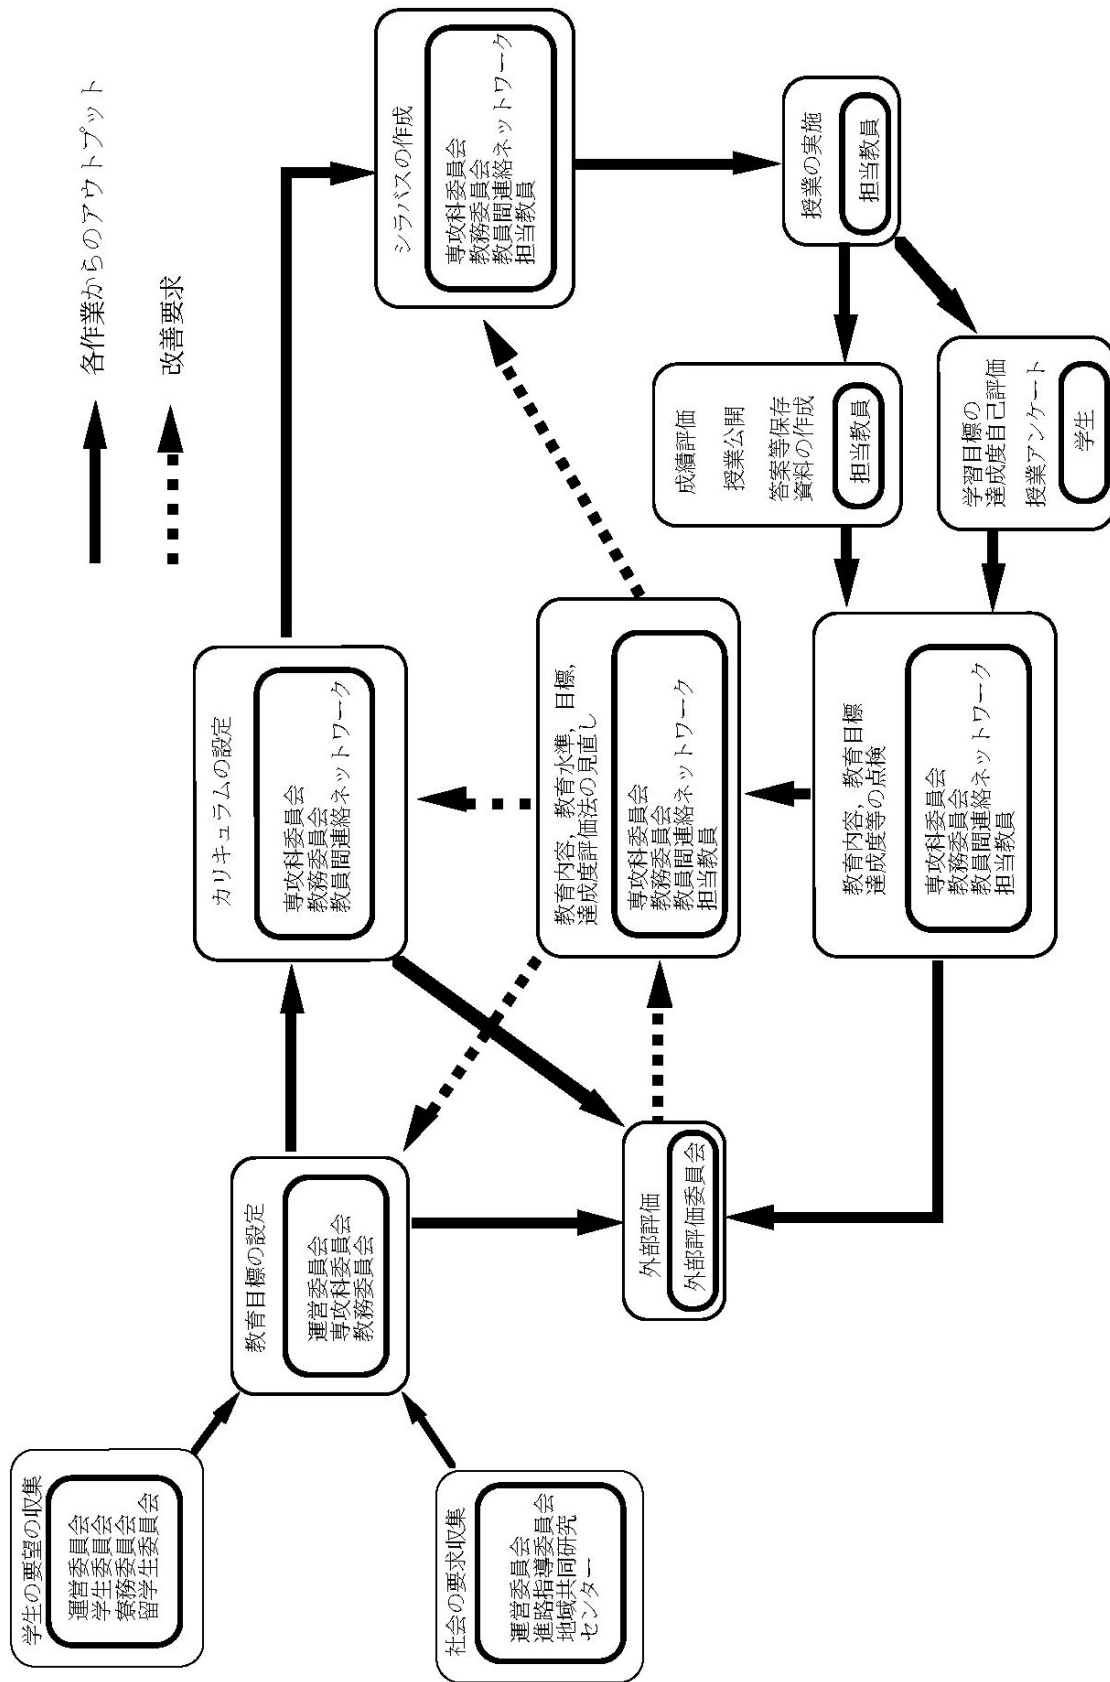 各作業からのアウトプット
改善要求
学生の要望の収集
運営委員会
学生委員会
寮務委員会
留学生委員会
社会の要求収集
運営委員会
進路指導委員会
地域共同研究
センター
教育目標の設定
運営委員会
専攻科委員会
教務委員会
外部評価
外部評価委員会
カリキュラムの設定
専攻科委員会
教務委員会
教員間連絡ネットワーク
教育内容，教育水準，目標，
達成度評価法の見直し
専攻科委員会
教務委員会
教員間連絡ネットワーク
担当教員
教育内容，教育目標
達成度等の点検
専攻科委員会
教務委員会
教員間連絡ネットワーク
担当教員
シラバスの作成
専攻科委員会
教務委員会
教員間連絡ネットワーク
担当教員
成績評価
授業公開
答案等保存
資料の作成
担当教員
学習目標の
達成度自己評価
授業アンケート
学生
授業の実施
担当教員